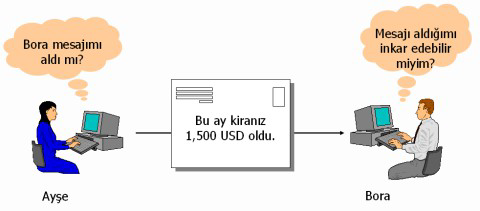 Bora mesajımı
aldı mı?
Mesajı aldığımı
inkar edebilir
miyim?
Bu ay kiranız
1,500 USD oldu.
Ayşe
Bora